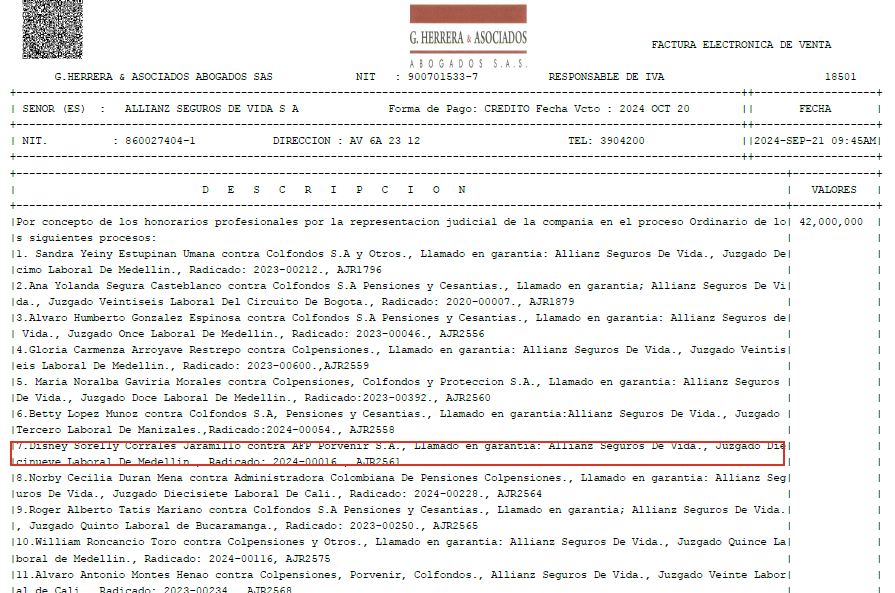 G. HERRERA & ASOCIADOS
ABOGADOS S.A.S.
FACTURA ELECTRONICA DE VENTA
G.HERRERA & ASOCIADOS ABOGADOS SAS NIT : 900701533-7 RESPONSABLE DE IVA 18501
SENOR (ES) : ALLIANZ SEGUROS DE VIDA S A Forma de Pago: CREDITO Fecha Vcto : 2024 OCT 20 FECHA
NIT. : 860027404-1 DIRECCION : AV 6A 23 12 TEL: 3904200 2024-SEP-21 09:45AM
D E S C R I P C I O N VALORES
Por concepto de los honorarios profesionales por la representacion judicial de la compania en el proceso Ordinario de lo 42,000,000
s siguientes procesos:
1. Sandra Yeiny Estupinan Umana contra Colfondos S.A y Otros., Llamado en garantia: Allianz Seguros De Vida., Juzgado De
cimo Laboral De Medellin., Radicado: 2023-00212., AJR1796
2.Ana Yolanda Segura Casteblanco contra Colfondos S.A Pensiones y Cesantias., Llamado en garantia; Allianz Seguros De Vi
da., Juzgado Veintiseis Laboral Del Circuito De Bogota., Radicado: 2020-00007., AJR1879
3.Alvaro Humberto Gonzalez Espinosa contra Colfondos S.A Pensiones y Cesantias., Llamado en garantia: Allianz Seguros de
Vida., Juzgado Once Laboral De Medellin., Radicado: 2023-00046., AJR2556
4.Gloria Carmenza Arroyave Restrepo contra Colpensiones., Llamado en garantia: Allianz Seguros De Vida., Juzgado Veintis
eis Laboral De Medellin., Radicado: 2023-00600.,AJR2559
5. Maria Noralba Gaviria Morales contra Colpensiones, Colfondos y Proteccion S.A., Llamado en garantia: Allianz Seguros
De Vida., Juzgado Doce Laboral De Medellin., Radicado:2023-00392., AJR2560
6.Betty Lopez Munoz contra Colfondos S.A, Pensiones y Cesantias., Llamado en garantia:Allianz Seguros De Vida., Juzgado
Tercero Laboral De Manizales.,Radicado:2024-00054., AJR2558
7.Disney Sorelly Corrales Jaramillo contra AFP Porvenir S.A., Llamado en garantia: Allianz Seguros De Vida., Juzgado Die
cinueve Laboral De Medellin., Radicado: 2024-00016., AJR2561
8.Norby Cecilia Duran Mena contra Administradora Colombiana De Pensiones Colpensiones., Llamado en garantia: Allianz Seg
uros De Vida., Juzgado Diecisiete Laboral De Cali., Radicado: 2024-00228., AJR2564
9.Roger Alberto Tatis Mariano contra Colfondos S.A Pensiones y Cesantias., Llamado en garantia; Allianz Seguros De Vida.
, Juzgado Quinto Laboral de Bucaramanga., Radicado: 2023-00250., AJR2565
10.William Roncancio Toro contra Colpensiones y Otros., Llamado en garantia: Allianz Seguros De Vida., Juzgado Quince La
boral de Medellin., Radicado: 2024-00116, AJR2575
11.Alvaro Antonio Montes Henao contra Colpensiones, Porvenir, Colfondos., Allianz Seguros De Vida., Juzgado Veinte Labor
al de Cali., Radicado: 2023-00234., AJR2568